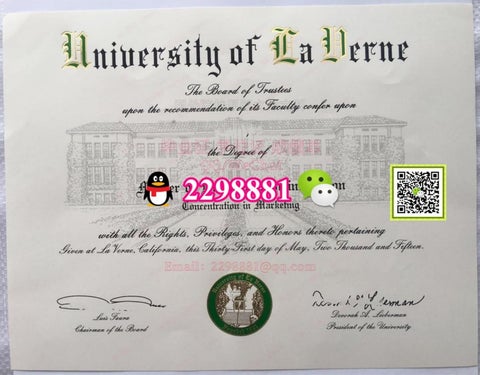 University of La Verne
The Board of Trustees
upon the recommendation of its Faculty confer upon
the Degree of
2298881
Concentration in Marketing
with all the Rights, Privileges, and Honors thereto pertaining
Given at La Verne, California, this Thirty-First day of May, Two Thousand and Fifteen.
Email: 2298881@qq.com
Luis Faura
Chairman of the Board
Devorah A. Lieberman
President of the University